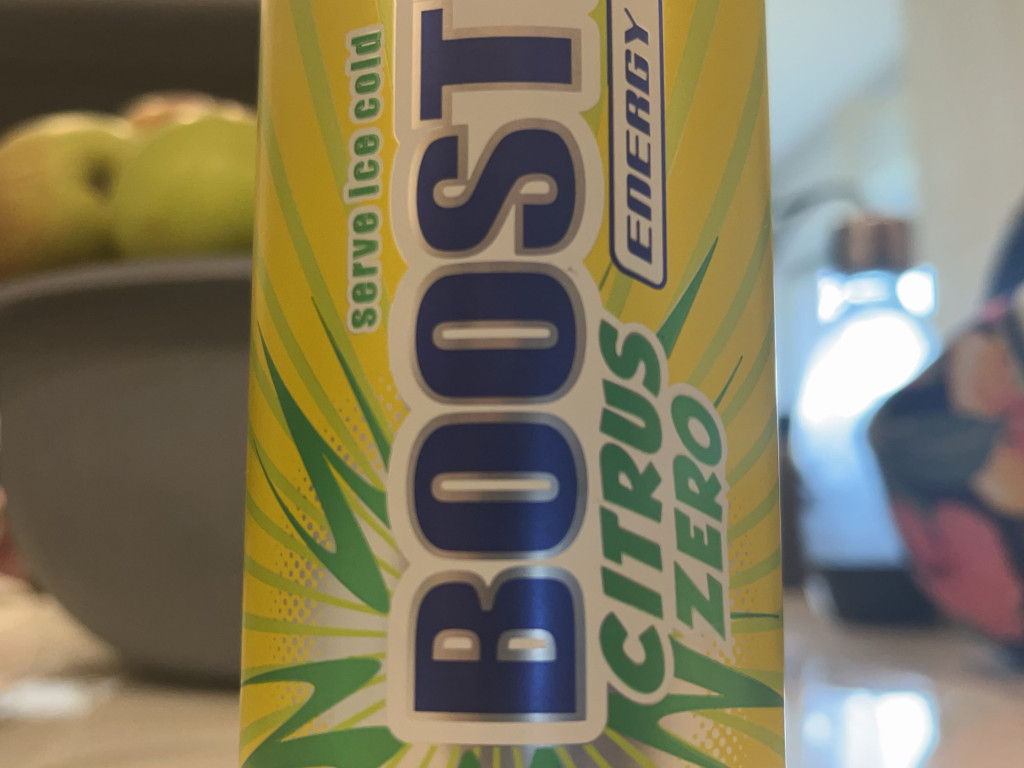 serve ice cold
BOOST
ENERGY
CITRUS
ZERO